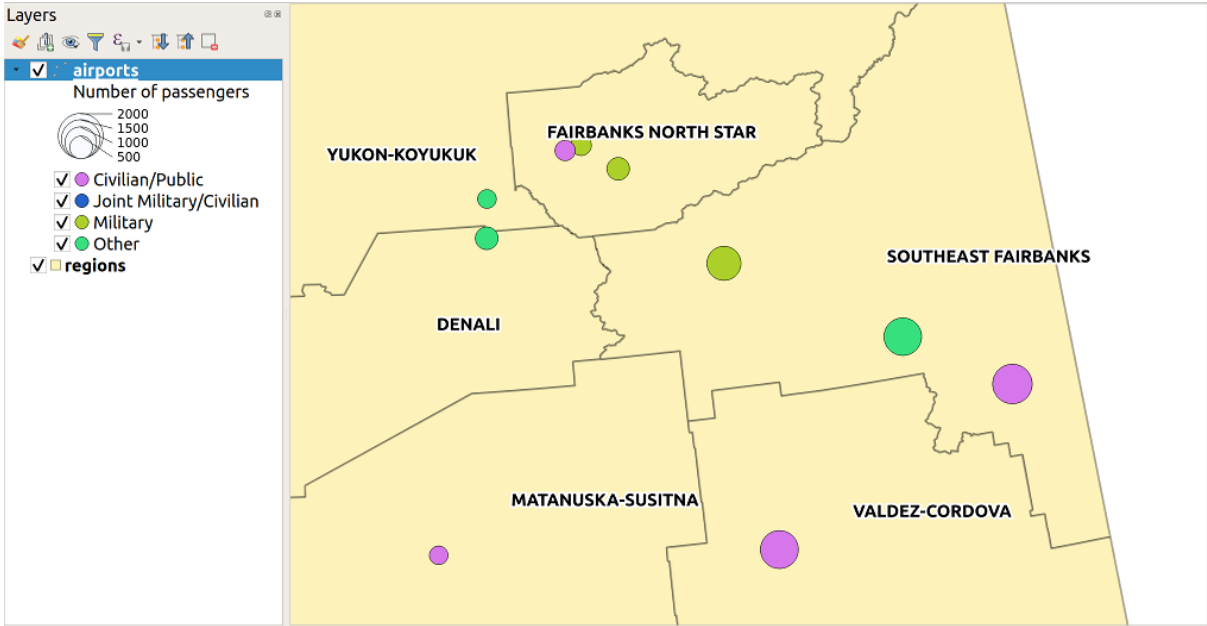 Layers
airports
Number of passengers
2000
1500
1000
500
Civilian/Public
Joint Military/Civilian
Military
Other
regions
FAIRBANKS NORTH STAR
YUKON-KOYUKUK
SOUTHEAST FAIRBANKS
DENALI
MATANUSKA-SUSITNA
VALDEZ-CORDOVA